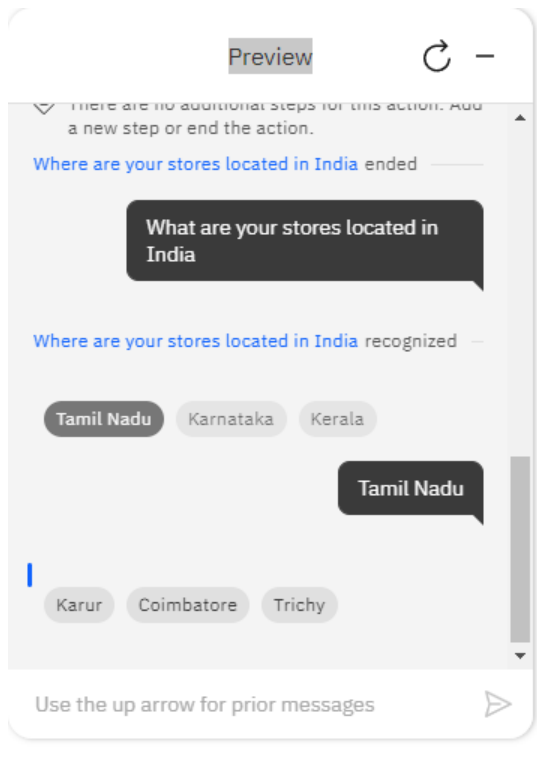 Preview
There are no additional steps for this action. Add
a new step or end the action.
Where are your stores located in India ended
What are your stores located in
India
Where are your stores located in India recognized
Tamil Nadu Karnataka Kerala
Tamil Nadu
Karur Coimbatore Trichy
Use the up arrow for prior messages